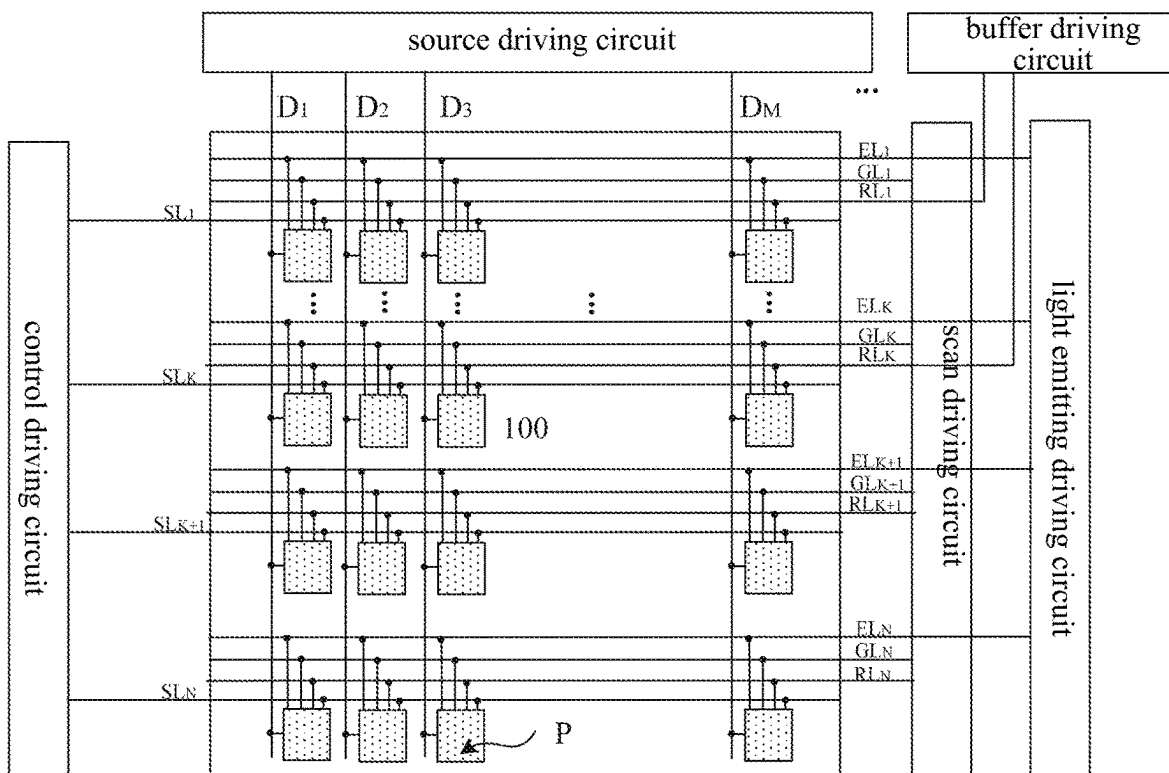 source driving circuit
buffer driving
circuit
...
D1
D2
D3
DM
EL1
GL1
RL1
SL1
ELK
GLK
RLK
SLK
100
ELK+1
GLK+1
RLK+1
SLK+1
ELN
GLN
RLN
SLN
P
control driving circuit
scan driving circuit
light emitting driving circuit